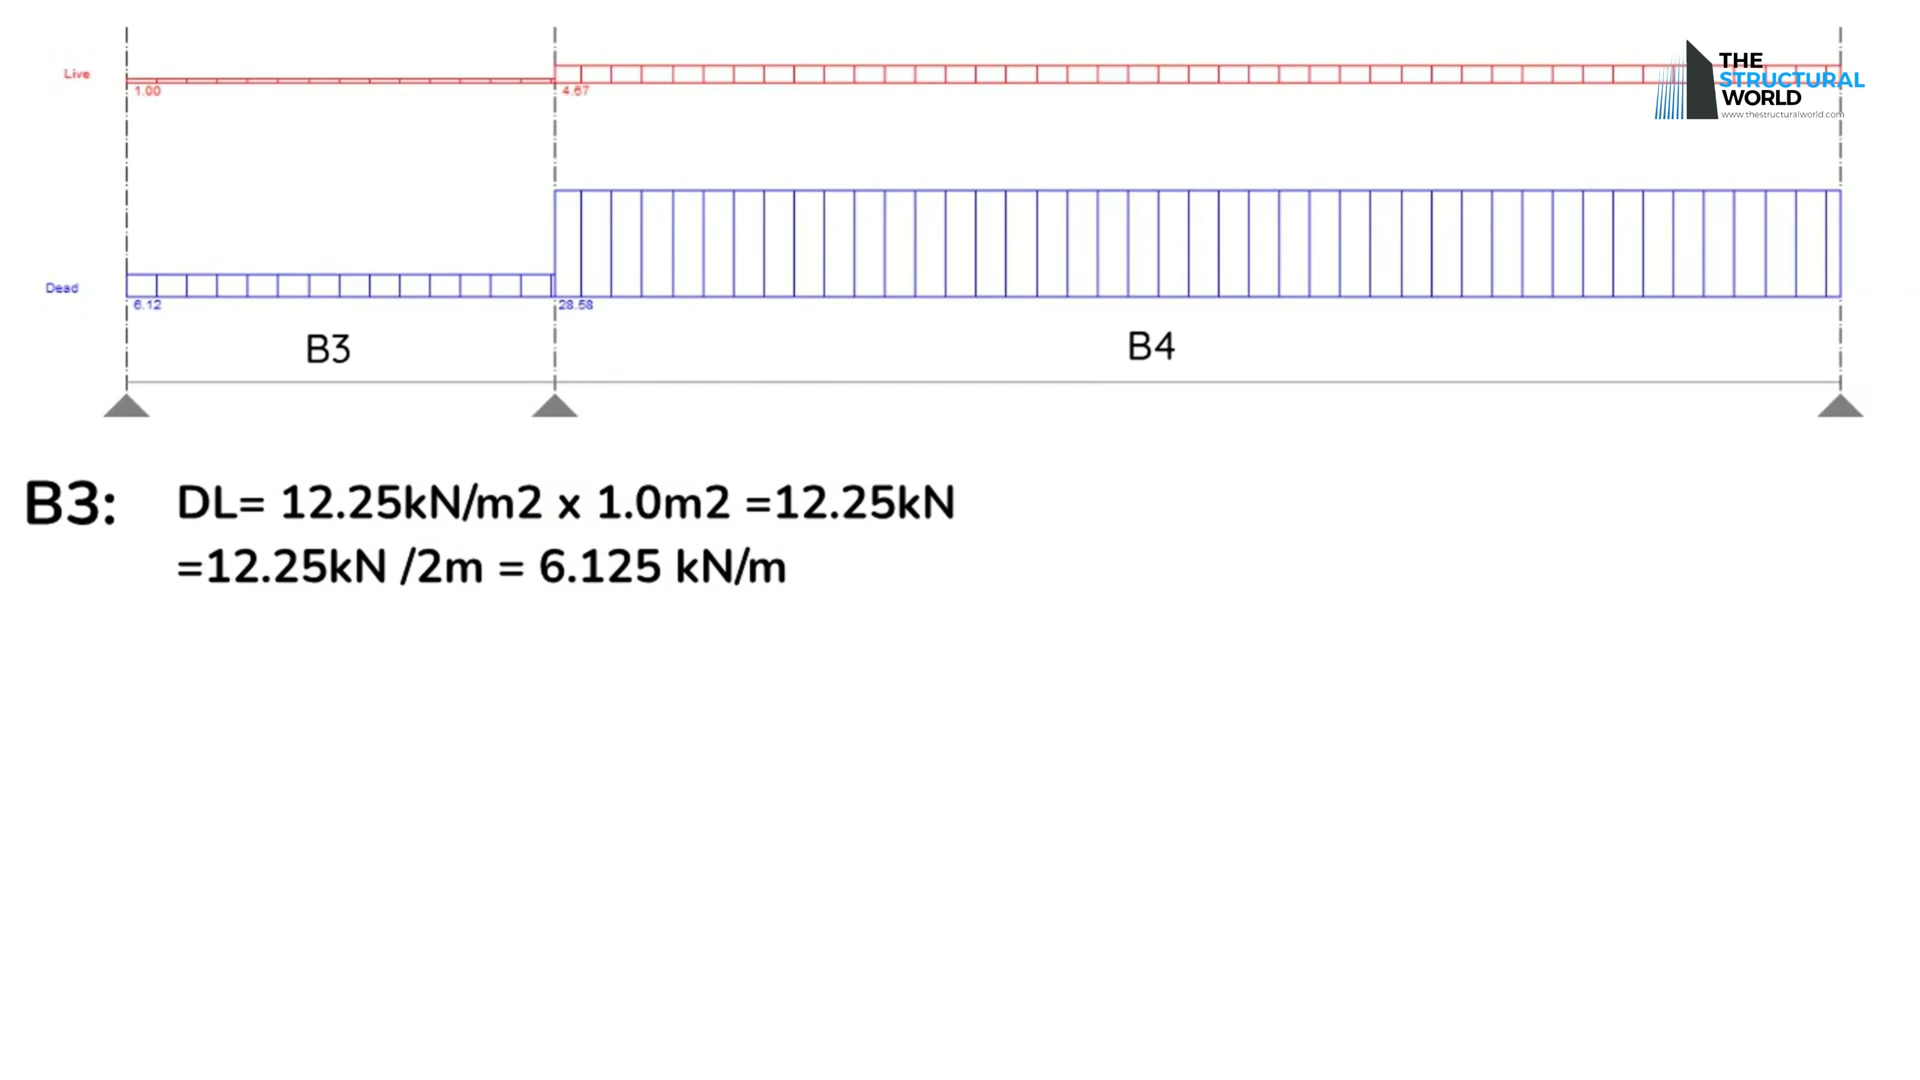 Live
1.00
4.67
THE
STRUCTURAL
WORLD
www.thestructuralworld.com
Dead
6.12
28.58
B3
B4
B3: DL= 12.25kN/m2 x 1.0m2 =12.25kN
=12.25kN /2m = 6.125 kN/m